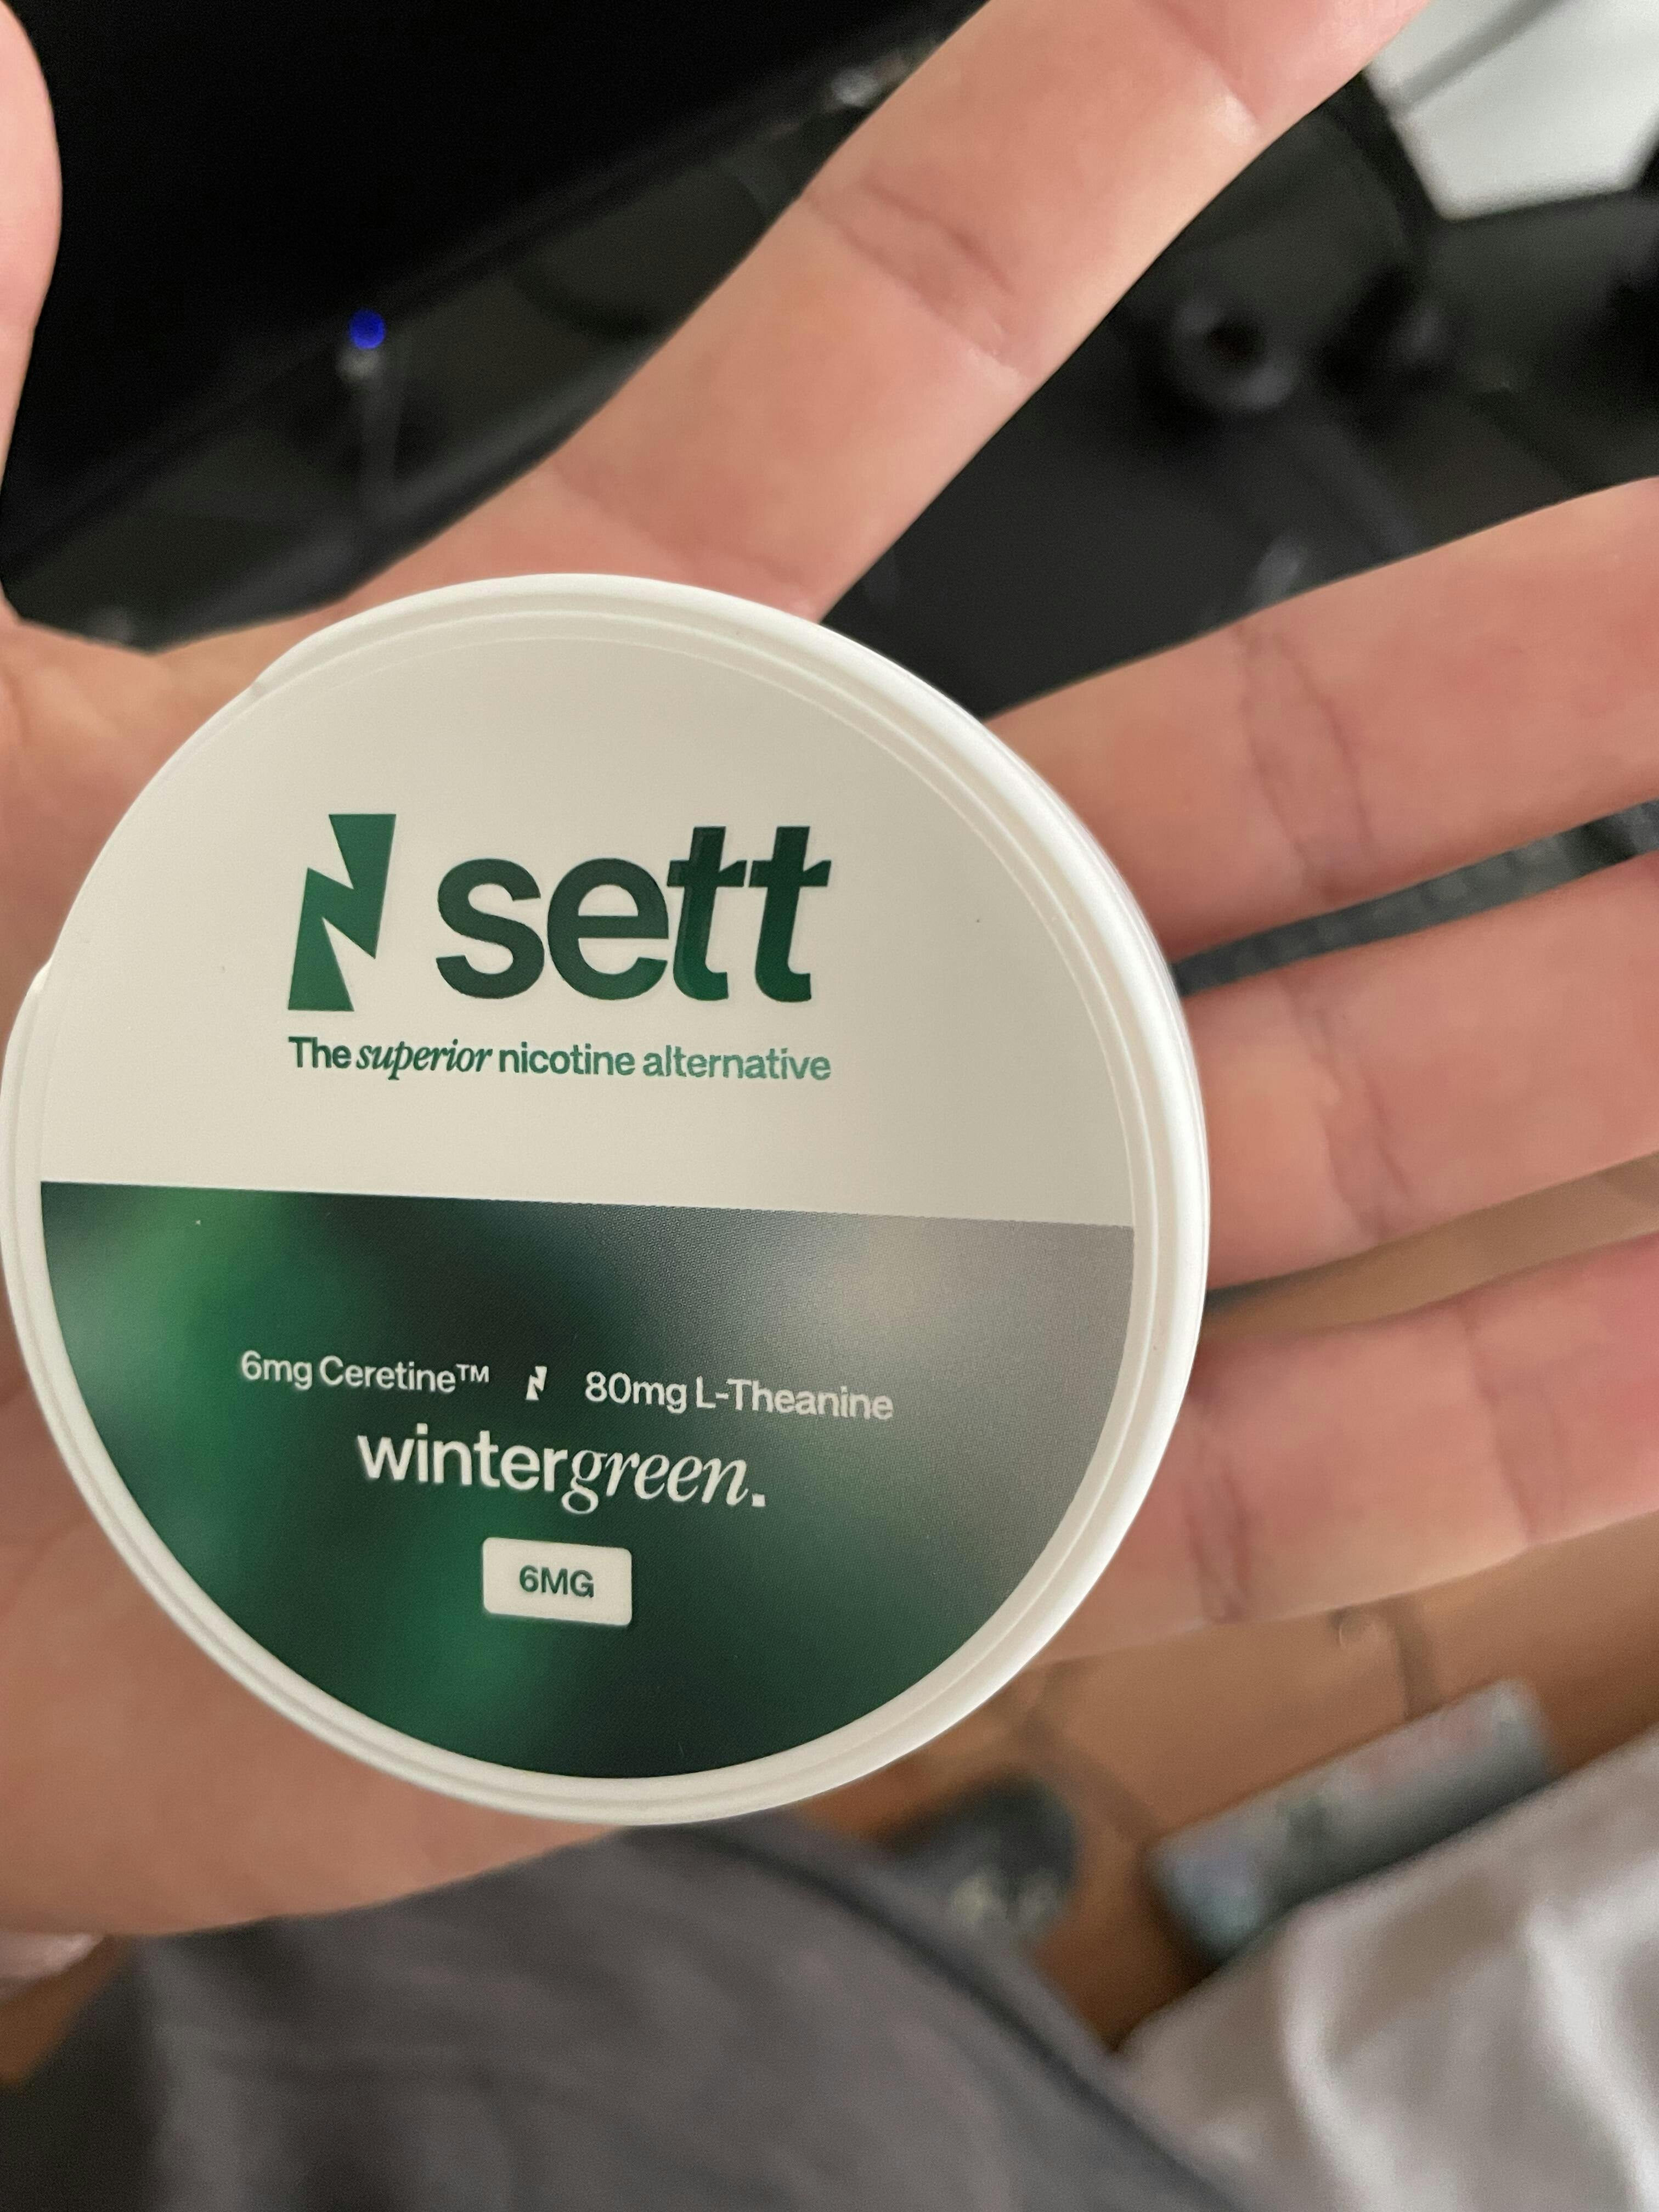 sett
The superior nicotine alternative
6mg Ceretine™ 80mg L-Theanine
wintergreen.
6MG